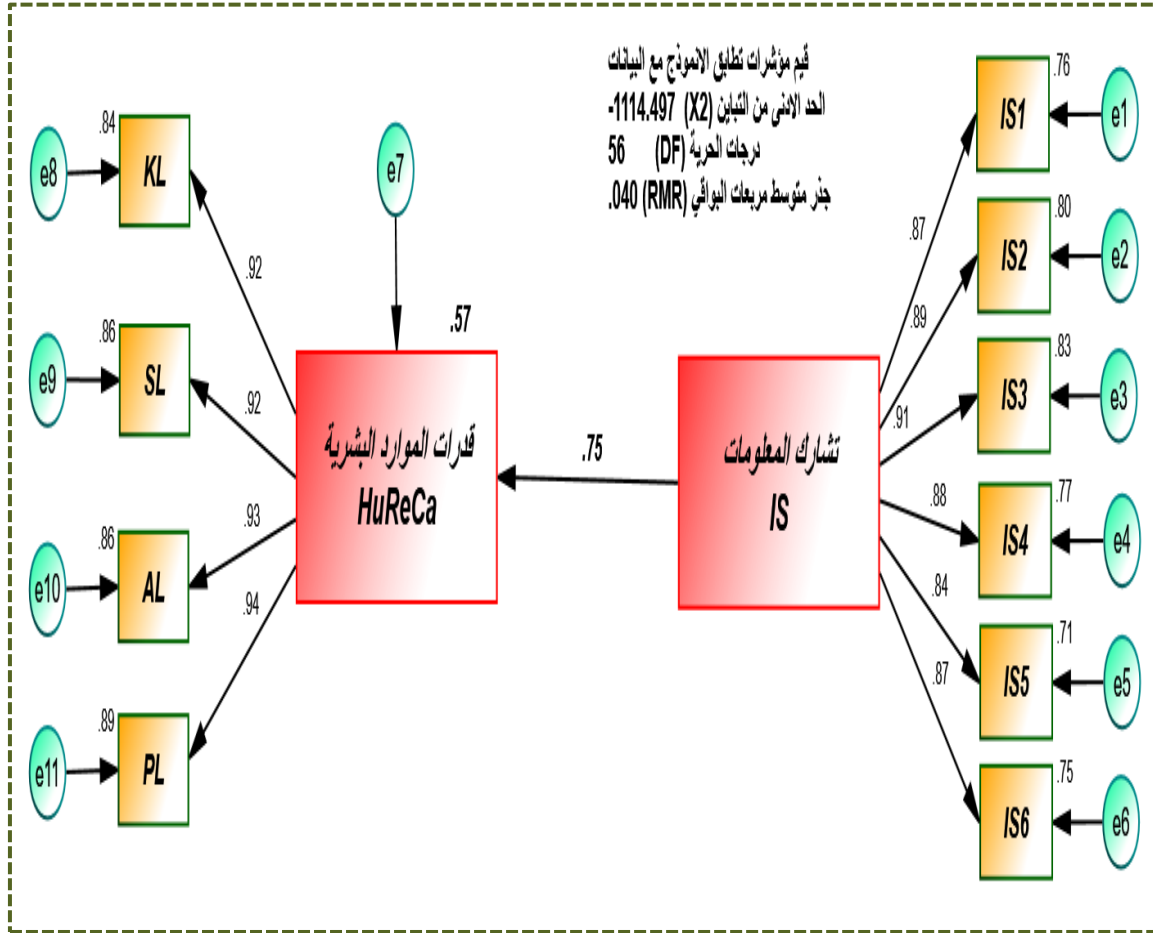 قيم مؤشرات تطابق الانموذج مع البيانات
الحد الادنى من التباين (X2) 1114.497-
درجات الحرية (DF) 56
جذر متوسط مربعات البواقي (RMR) .040
e8
.84
KL
e7
.76
IS1
e1
.92
.87
.80
IS2
e2
.89
e9
.86
SL
.92
.57
.83
IS3
e3
.91
قدرات الموارد البشرية
HuReCa
.75
تشارك المعلومات
IS
.88
.77
IS4
e4
e10
.86
AL
.93
.84
.71
IS5
e5
.94
.87
e11
.89
PL
.75
IS6
e6